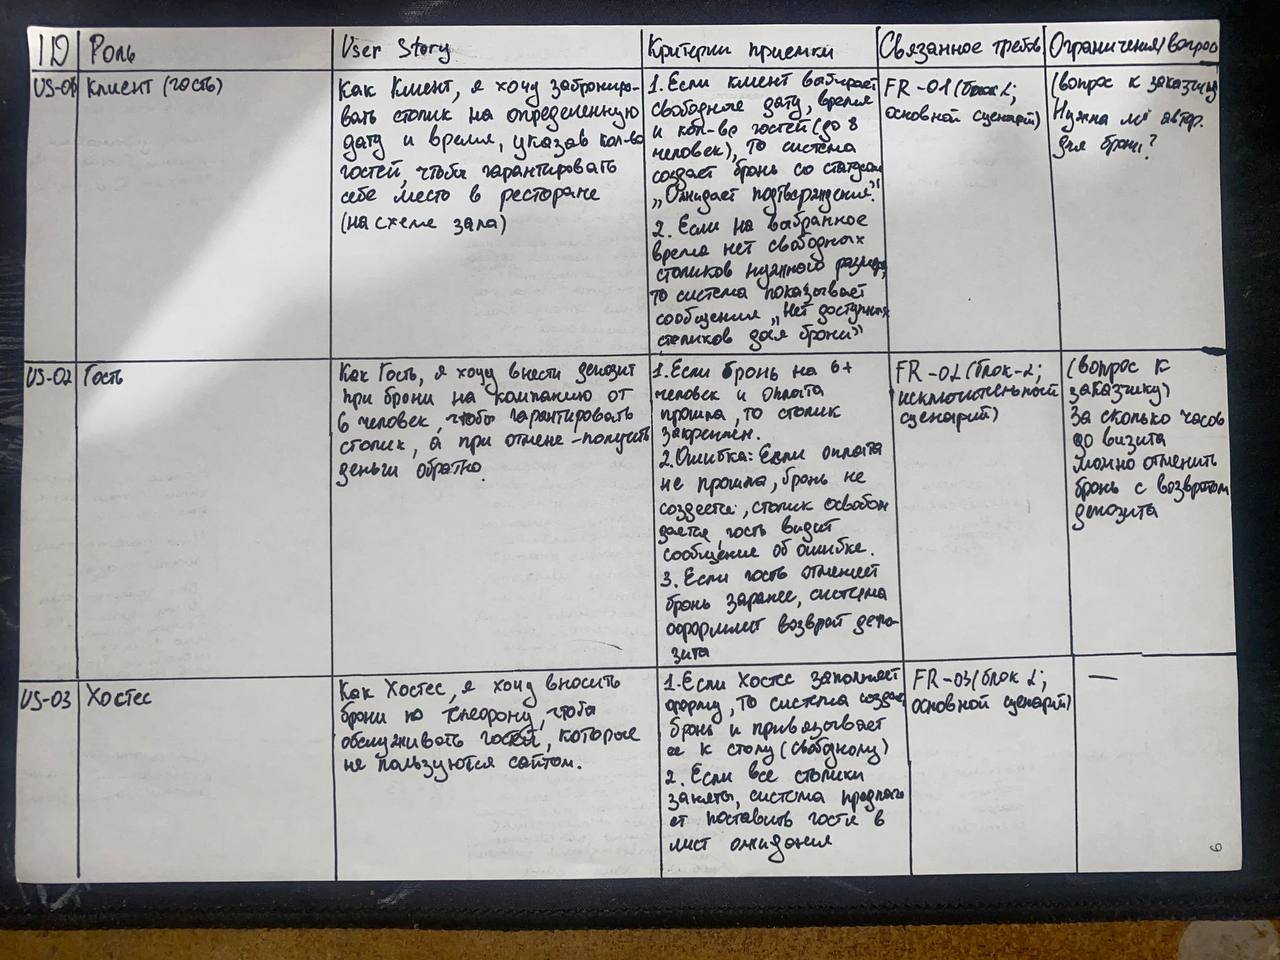 ID
Роль
User Story
Критерии приемки
Связанное требов
Ограничения/вопрос
US-01
Клиент (гость)
Как Клиент, я хочу заброниро-
вать столик на определенную
дату и время, указав кол-во
гостей, чтобы гарантировать
себе место в ресторане
(на схеме зала)
1. Если клиент выбирает
свободные дату, время
и кол-во гостей (до 8
человек), то система
создает бронь со статусом
„Ожидает подтверждения".
2. Если на выбранное
время нет свободных
столиков нужного размера,
то система показывает
сообщение „Нет доступных
столиков для брони"
FR-01 (блок 2;
основной сценарий)
(вопрос к заказчику
Нужна ли автор.
для брони?
US-02
Гость
Как Гость, я хочу внести депозит
при брони на компанию от
6 человек, чтобы гарантировать
столик, а при отмене - получить
деньги обратно.
1. Если бронь на 6+
человек и оплата
прошла, то столик
закреплен.
2. Ошибка: Если оплата
не прошла, бронь не
создается, столик освобож
дается, гость видит
сообщение об ошибке.
3. Если гость отменяет
бронь заранее, система
оформляет возврат депо-
зита
FR-02 (блок-2;
исключительный
сценарий)
(вопрос к
заказчику)
За сколько часов
до визита
можно отменить
бронь с возвратом
депозита
US-03
Хостес
Как Хостес, я хочу вносить
брони по телефону, чтобы
обслуживать гостей, которые
не пользуются сайтом.
1. Если Хостес заполняет
форму, то система создает
бронь и привязывает
ее к столу (свободному)
2. Если все столики
заняты, система предлага
ет поставить гостя в
лист ожидания
FR-03 (блок 2;
основной сценарий)
—